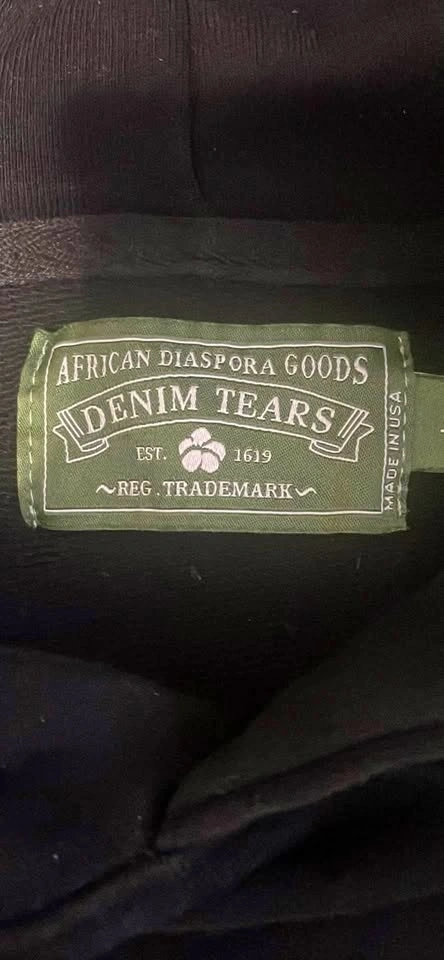 AFRICAN DIASPORA GOODS
DENIM TEARS
EST. 1619
~REG. TRADEMARK~
MADE IN USA